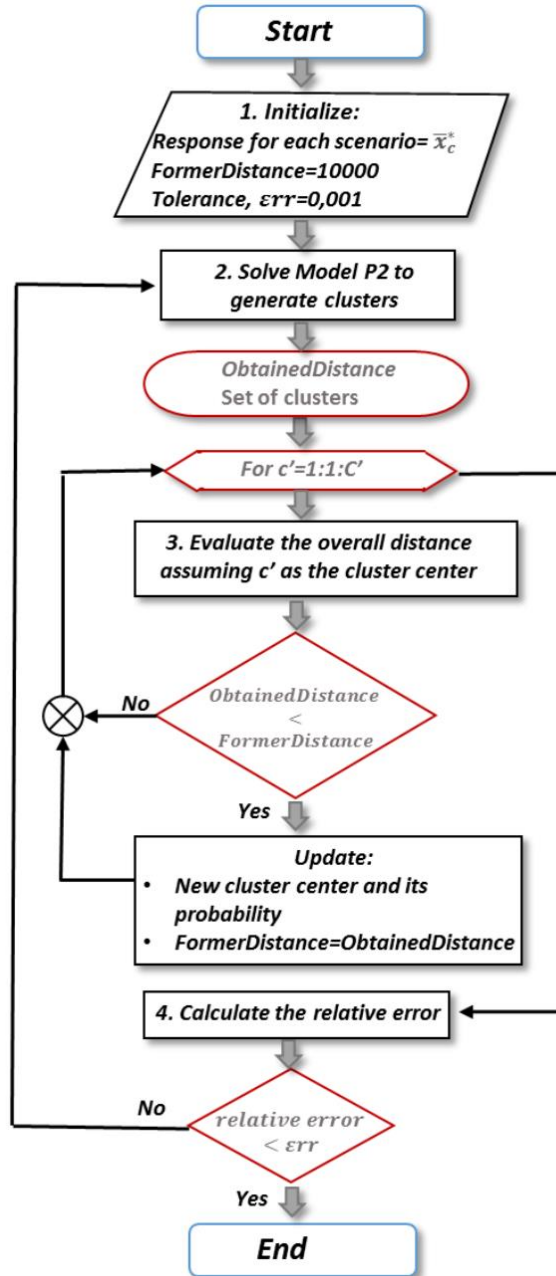 Start
1. Initialize:
Response for each scenario= x̅*c
FormerDistance=10000
Tolerance, εrr=0,001
2. Solve Model P2 to
generate clusters
ObtainedDistance
Set of clusters
For c’=1:1:C’
3. Evaluate the overall distance
assuming c’ as the cluster center
No
ObtainedDistance
<
FormerDistance
Yes
Update:
• New cluster center and its
probability
• FormerDistance=ObtainedDistance
4. Calculate the relative error
No
relative error
< εrr
Yes
End